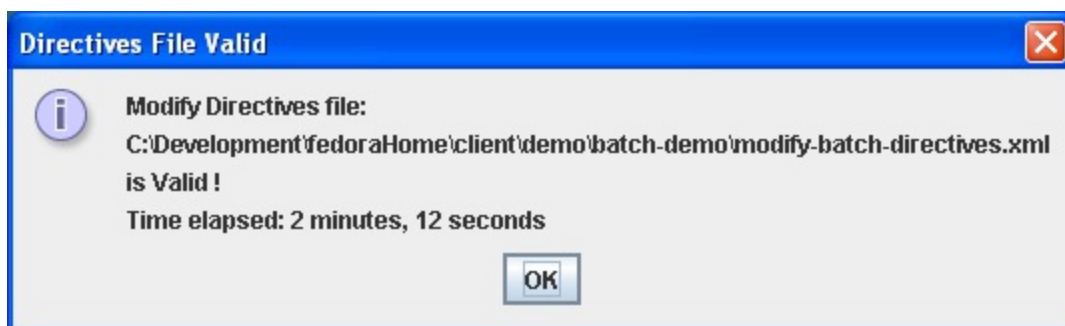 Directives File Valid
Modify Directives file:
C:\Development\fedoraHome\client\demo\batch-demo\modify-batch-directives.xml
is Valid !
Time elapsed: 2 minutes, 12 seconds
OK